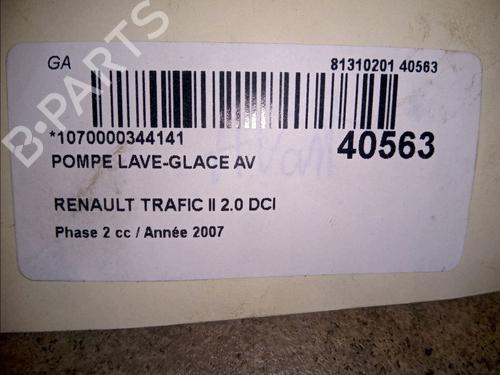 GA
81310201 40563
*1070000344141
40563
POMPE LAVE-GLACE AV
RENAULT TRAFIC II 2.0 DCI
Phase 2 cc / Année 2007
B-PARTS